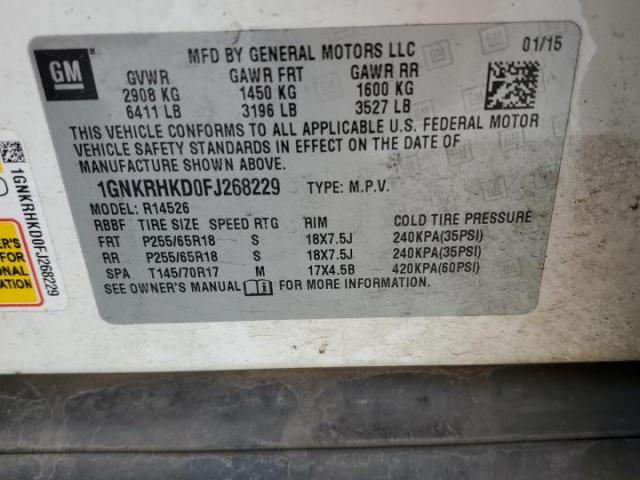 GM
MFD BY GENERAL MOTORS LLC
01/15
GVWR GAWR FRT GAWR RR
2908 KG 1450 KG 1600 KG
6411 LB 3196 LB 3527 LB
THIS VEHICLE CONFORMS TO ALL APPLICABLE U.S. FEDERAL MOTOR
VEHICLE SAFETY STANDARDS IN EFFECT ON THE DATE OF
MANUFACTURE SHOWN ABOVE.
1GNKRHKD0FJ268229 TYPE: M.P.V.
MODEL: R14526
RBBF TIRE SIZE SPEED RTG RIM COLD TIRE PRESSURE
FRT P255/65R18 S 18X7.5J 240KPA(35PSI)
RR P255/65R18 S 18X7.5J 240KPA(35PSI)
SPA T145/70R17 M 17X4.5B 420KPA(60PSI)
SEE OWNER'S MANUAL FOR MORE INFORMATION.
1GNKRHKD0FJ268229